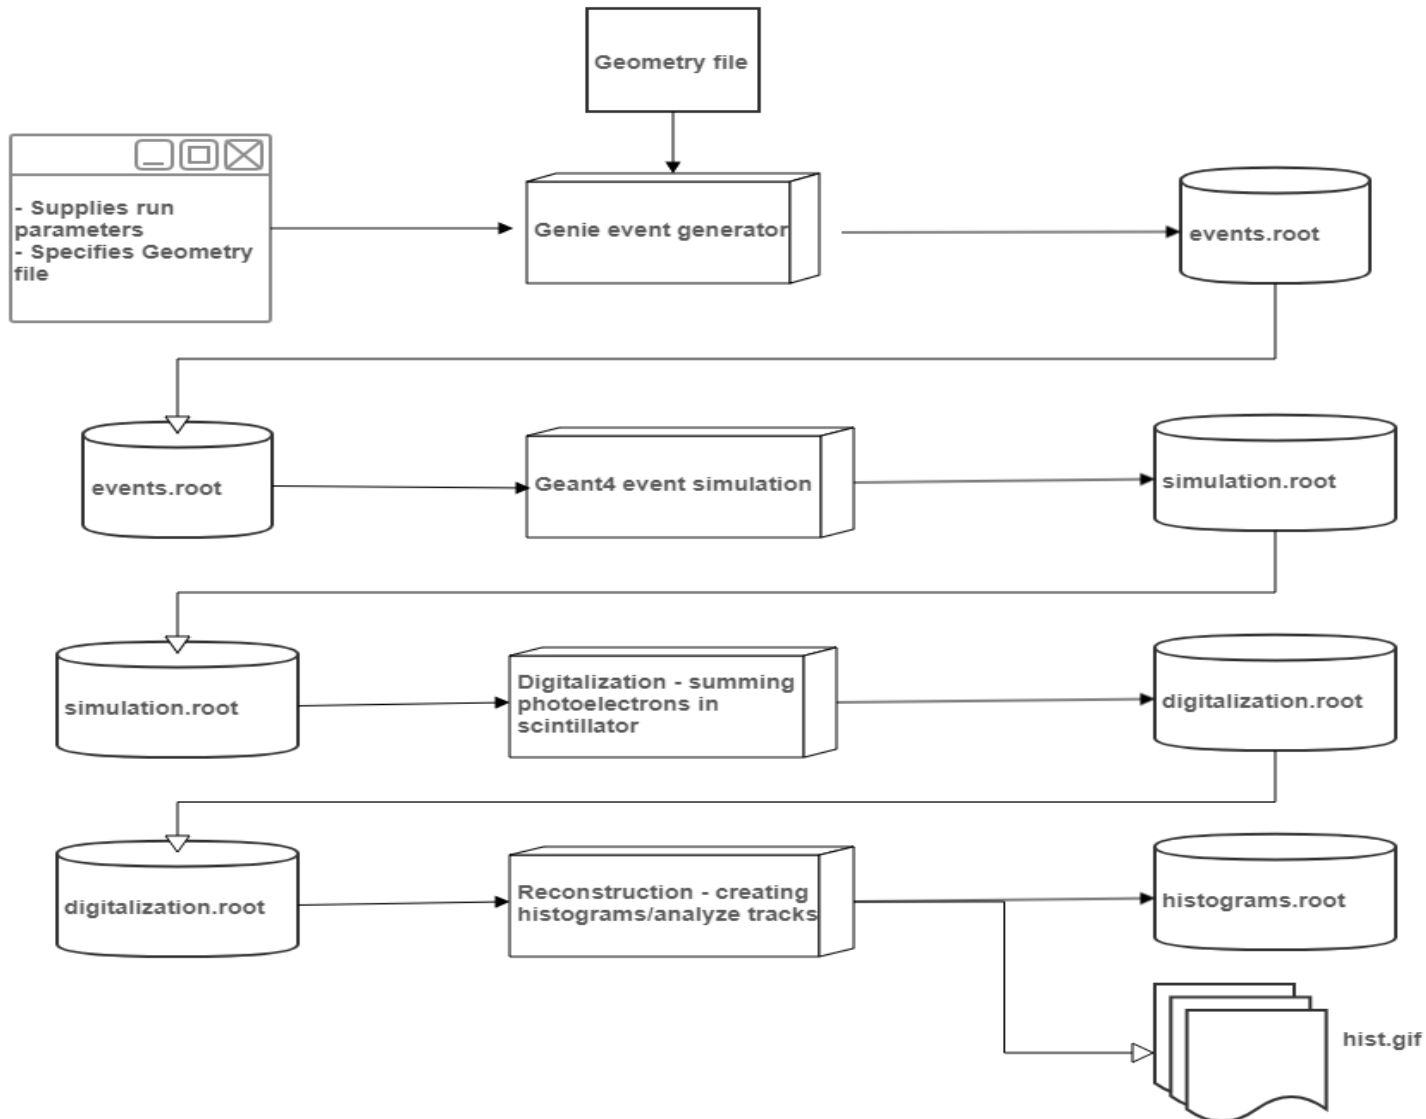 Geometry file
- Supplies run
parameters
- Specifies Geometry
file
Genie event generator
events.root
events.root
Geant4 event simulation
simulation.root
simulation.root
Digitalization - summing
photoelectrons in
scintillator
digitalization.root
digitalization.root
Reconstruction - creating
histograms/analyze tracks
histograms.root
hist.gif